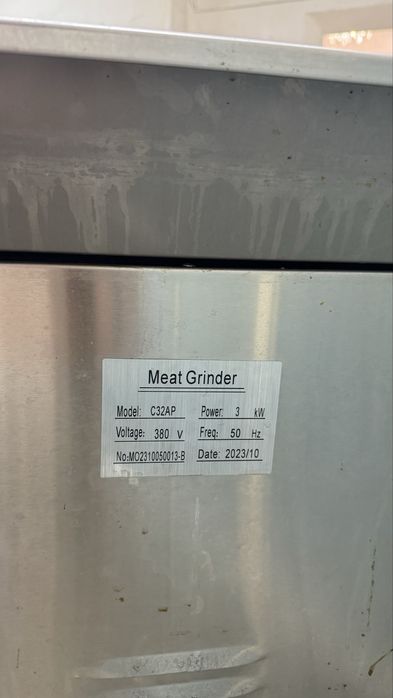 Meat Grinder
Model: C32AP Power: 3 kW
Voltage: 380 V Freq: 50 Hz
No:MO2310050013-B Date: 2023/10